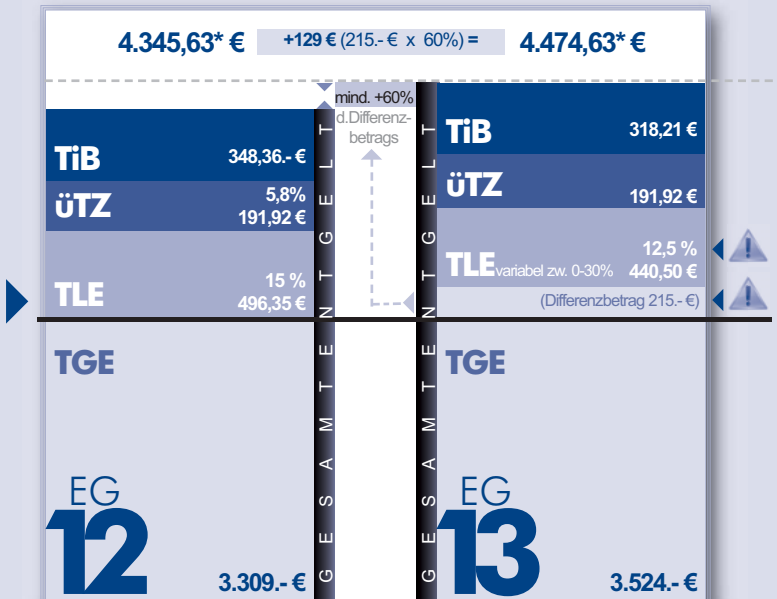 4.345,63* €
+129 € (215.- € x 60%) =
4.474,63* €
mind. +60%
d.Differenz-
betrags
TiB
348,36.- €
üTZ
5,8%
191,92 €
TLE
15 %
496,35 €
TGE
EG
12
3.309.- €
GESAMTENTGELT
GESAMTENTGELT
TiB
318,21 €
üTZ
191,92 €
12,5 %
TLE variabel zw. 0-30% 440,50 €
(Differenzbetrag 215.- €)
TGE
EG
13
3.524.- €
!
!